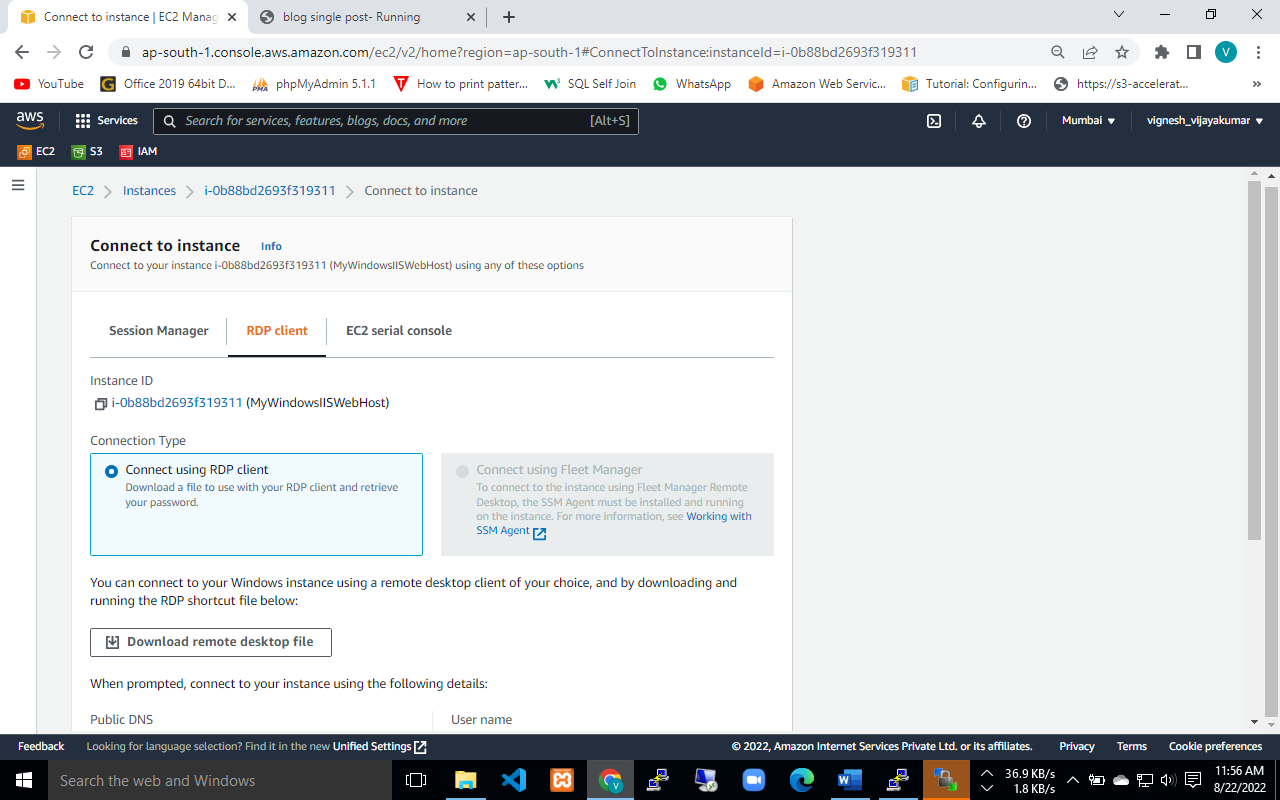 Connect to instance | EC2 Manag
blog single post- Running
ap-south-1.console.aws.amazon.com/ec2/v2/home?region=ap-south-1#ConnectToInstance:instanceId=i-0b88bd2693f319311
V
YouTube
Office 2019 64bit D...
phpMyAdmin 5.1.1
How to print patter...
SQL Self Join
WhatsApp
Amazon Web Servic...
Tutorial: Configurin...
https://s3-accelerat...
»
aws
Services
Search for services, features, blogs, docs, and more
[Alt+S]
Mumbai
vignesh_vijayakumar
EC2
S3
IAM
EC2
Instances
i-0b88bd2693f319311
Connect to instance
Connect to instance
Info
Connect to your instance i-0b88bd2693f319311 (MyWindowsIISWebHost) using any of these options
Session Manager
RDP client
EC2 serial console
Instance ID
i-0b88bd2693f319311 (MyWindowsIISWebHost)
Connection Type
Connect using RDP client
Download a file to use with your RDP client and retrieve
your password.
Connect using Fleet Manager
To connect to the instance using Fleet Manager Remote
Desktop, the SSM Agent must be installed and running
on the instance. For more information, see Working with
SSM Agent
You can connect to your Windows instance using a remote desktop client of your choice, and by downloading and
running the RDP shortcut file below:
Download remote desktop file
When prompted, connect to your instance using the following details:
Public DNS
User name
Feedback
Looking for language selection? Find it in the new Unified Settings
© 2022, Amazon Internet Services Private Ltd. or its affiliates.
Privacy
Terms
Cookie preferences
Search the web and Windows
36.9 KB/s
1.8 KB/s
11:56 AM
8/22/2022